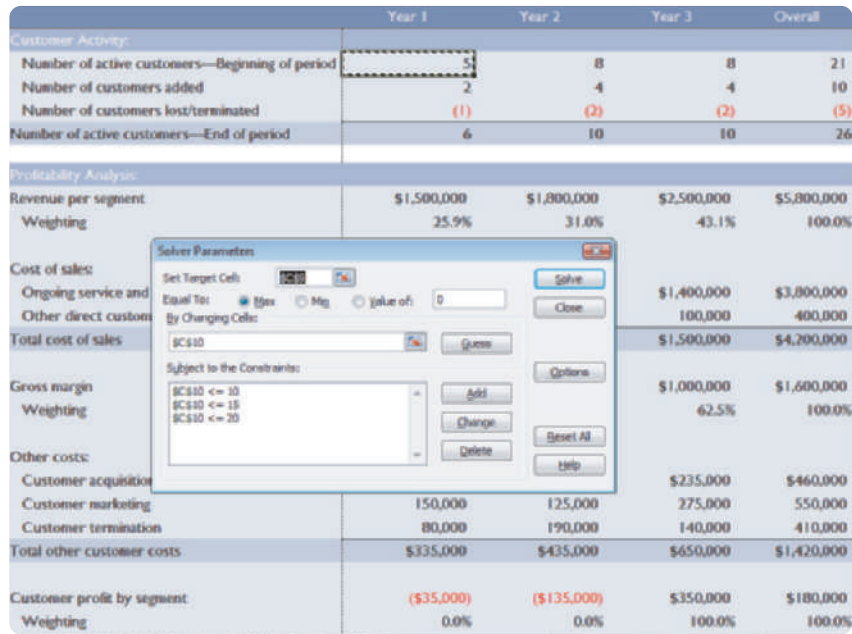 Year 1 Year 2 Year 3 Overall
Customer Activity:
Number of active customers—Beginning of period 5 8 8 21
Number of customers added 2 4 4 10
Number of customers lost/terminated (1) (2) (2) (5)
Number of active customers—End of period 6 10 10 26
Profitability Analysis:
Revenue per segment $1,500,000 $1,800,000 $2,500,000 $5,800,000
Weighting 25.9% 31.0% 43.1% 100.0%
Solver Parameters
Set Target Cell:
Equal To: Max Min Value of: 0
By Changing Cells:
$C$10
Subject to the Constraints:
$C$10 <= 10
$C$10 <= 15
$C$10 <= 20
Solve
Close
Guess
Options
Add
Change
Delete
Reset All
Help
Cost of sales:
Ongoing service and $1,400,000 $3,800,000
Other direct custom 100,000 400,000
Total cost of sales $1,500,000 $4,200,000
Gross margin $1,000,000 $1,600,000
Weighting 62.5% 100.0%
Other costs:
Customer acquisition $235,000 $460,000
Customer marketing 150,000 125,000 275,000 550,000
Customer termination 80,000 190,000 140,000 410,000
Total other customer costs $335,000 $435,000 $650,000 $1,420,000
Customer profit by segment ($35,000) ($135,000) $350,000 $180,000
Weighting 0.0% 0.0% 100.0% 100.0%